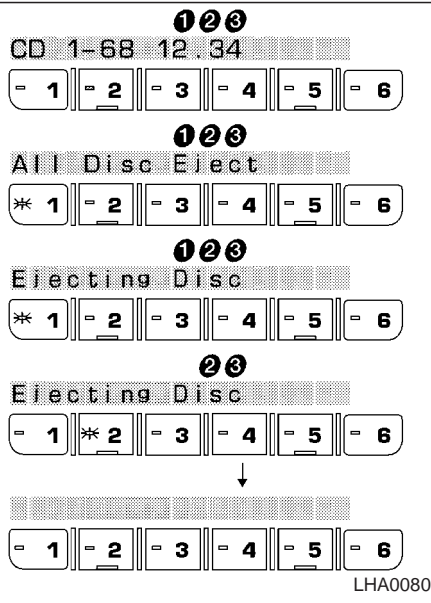 ❶❷❸
CD 1-68 12.34
1 2 3 4 5 6
❶❷❸
All Disc Eject
1 2 3 4 5 6
❶❷❸
Ejecting Disc
1 2 3 4 5 6
❷❸
Ejecting Disc
1 2 3 4 5 6
1 2 3 4 5 6
LHA0080